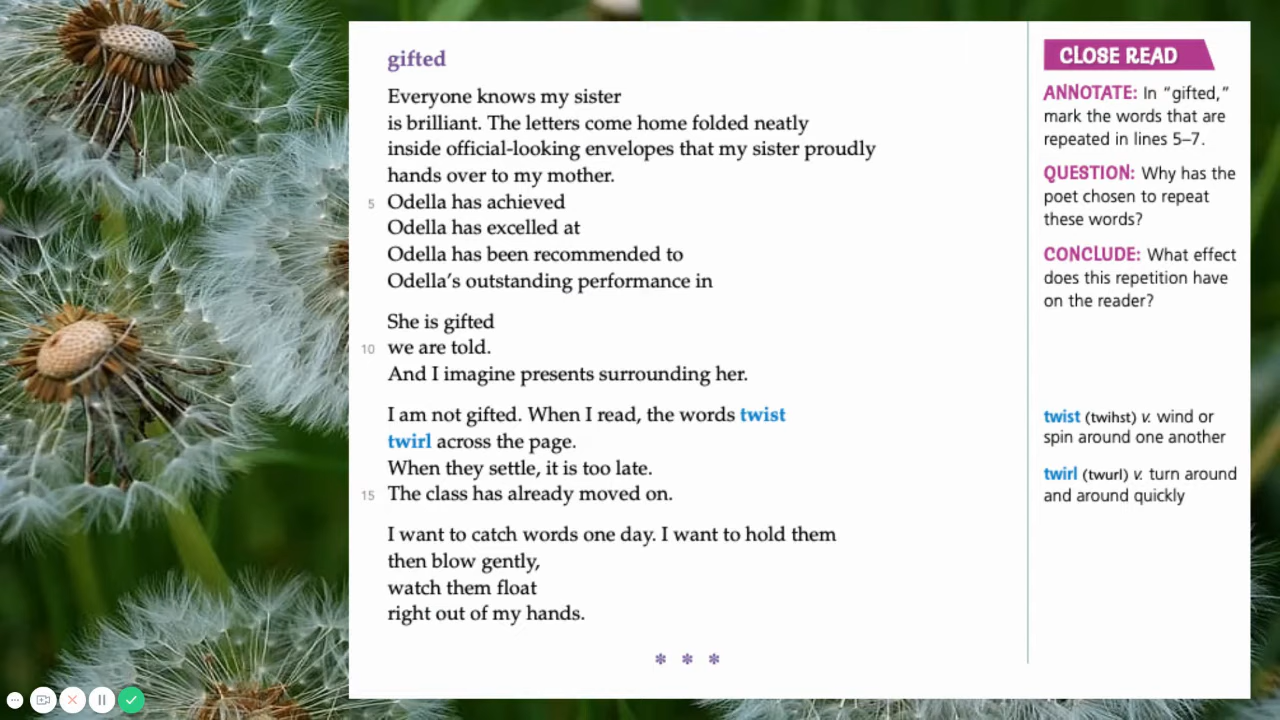 gifted
Everyone knows my sister
is brilliant. The letters come home folded neatly
inside official-looking envelopes that my sister proudly
hands over to my mother.
5 Odella has achieved
Odella has excelled at
Odella has been recommended to
Odella’s outstanding performance in
She is gifted
10 we are told.
And I imagine presents surrounding her.
I am not gifted. When I read, the words twist
twirl across the page.
When they settle, it is too late.
15 The class has already moved on.
I want to catch words one day. I want to hold them
then blow gently,
watch them float
right out of my hands.
* * *
CLOSE READ
ANNOTATE: In “gifted,”
mark the words that are
repeated in lines 5–7.
QUESTION: Why has the
poet chosen to repeat
these words?
CONCLUDE: What effect
does this repetition have
on the reader?
twist (twihst) v. wind or
spin around one another
twirl (twurl) v. turn around
and around quickly